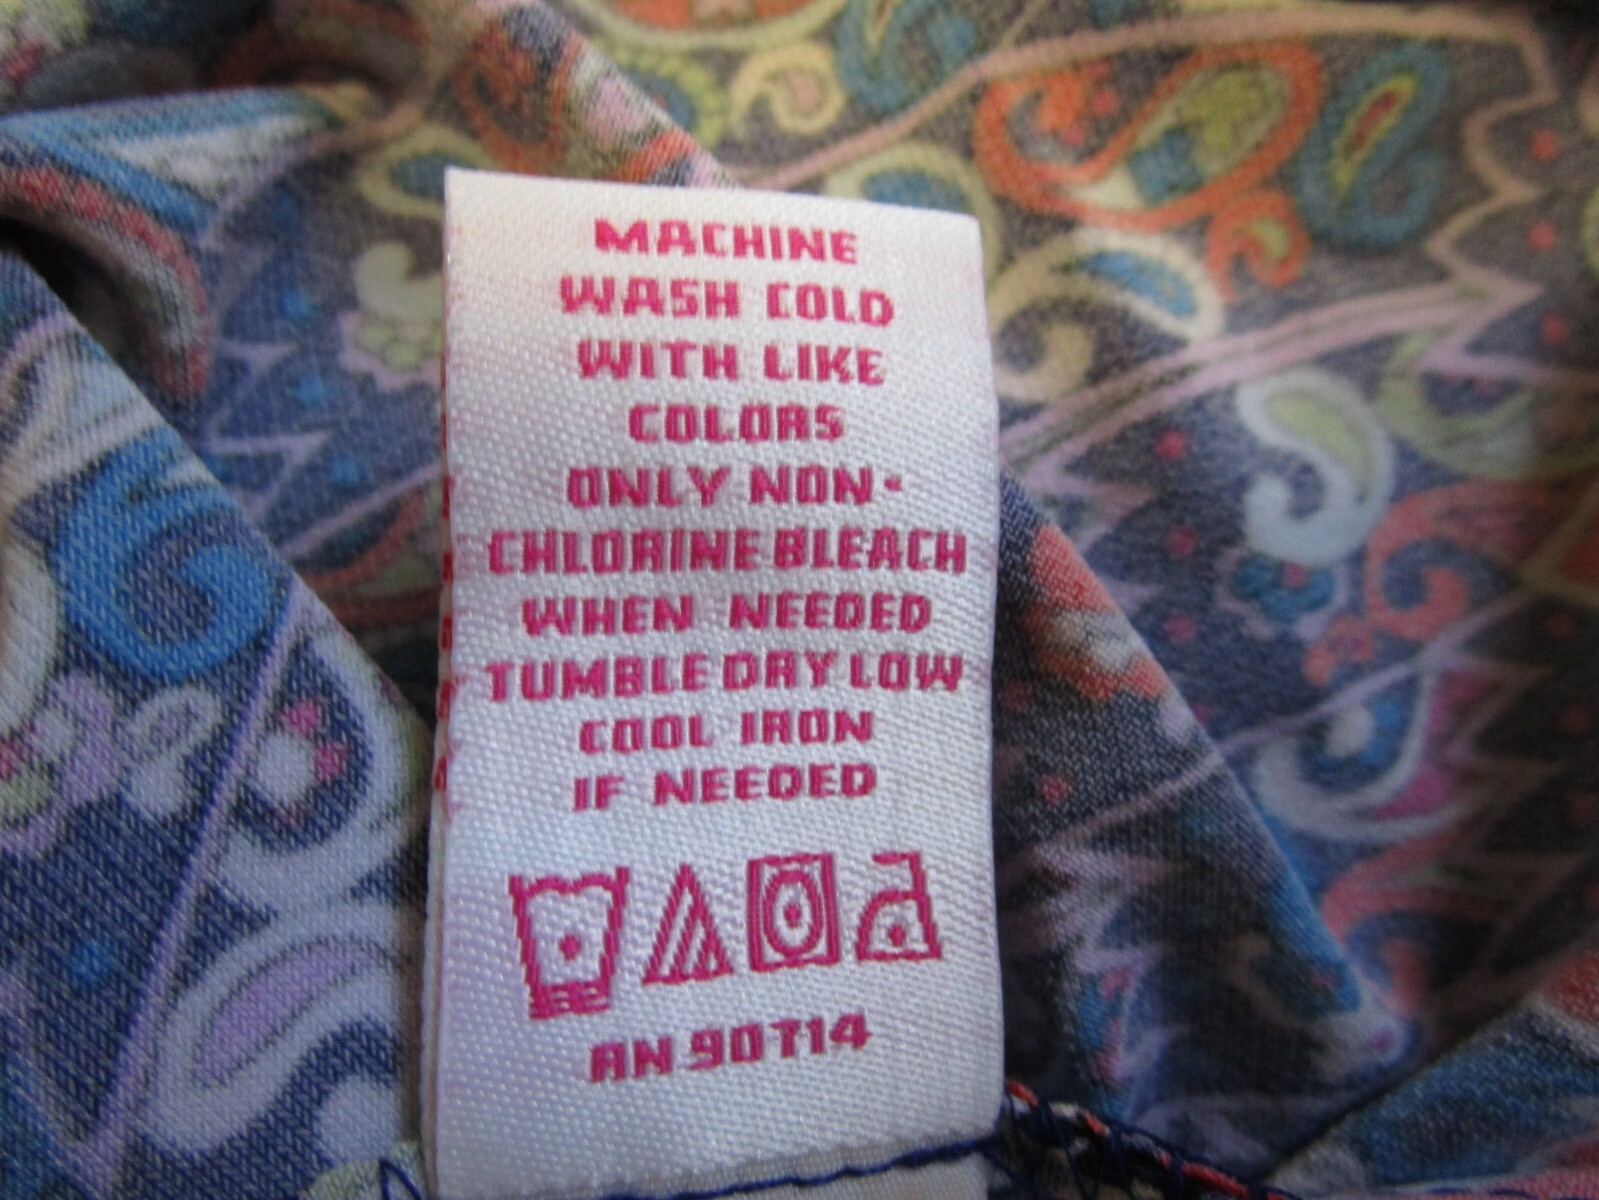 MACHINE
WASH COLD
WITH LIKE
COLORS
ONLY NON-
CHLORINE BLEACH
WHEN NEEDED
TUMBLE DRY LOW
COOL IRON
IF NEEDED
RN 90714